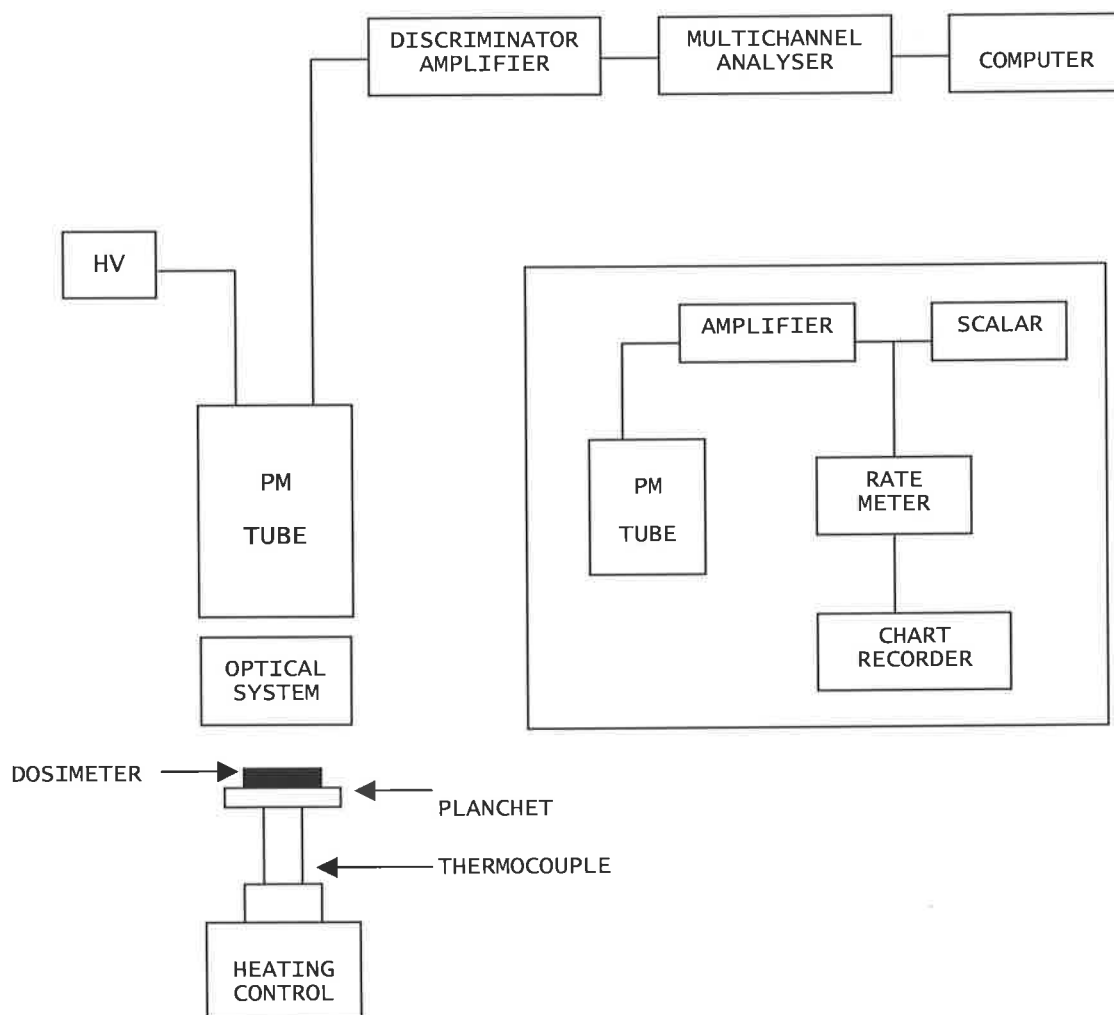 DISCRIMINATOR
AMPLIFIER
MULTICHANNEL
ANALYSER
COMPUTER
HV
AMPLIFIER
SCALAR
PM
TUBE
PM
TUBE
RATE
METER
CHART
RECORDER
OPTICAL
SYSTEM
DOSIMETER
PLANCHET
THERMOCOUPLE
HEATING
CONTROL